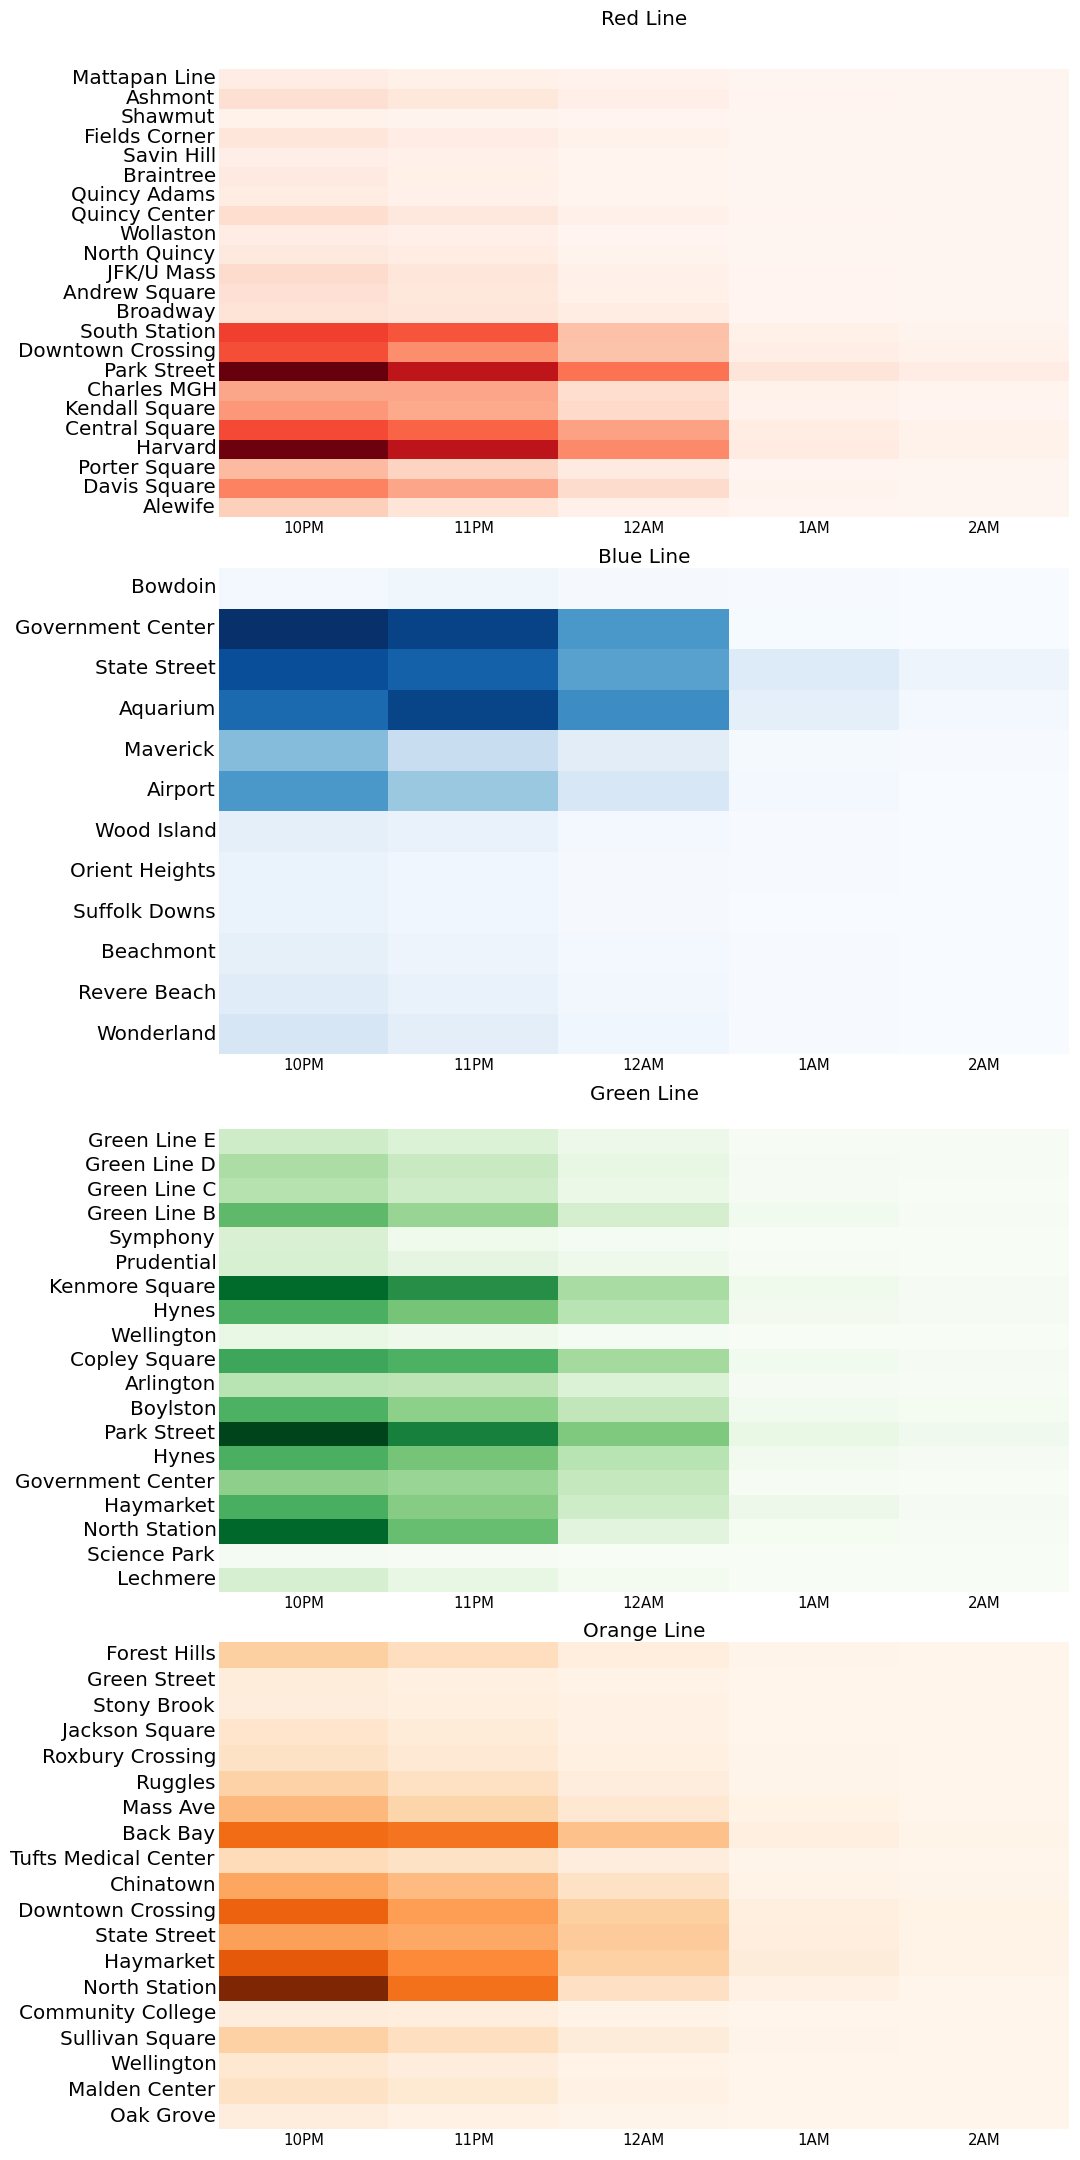 Red Line
Mattapan Line
Ashmont
Shawmut
Fields Corner
Savin Hill
Braintree
Quincy Adams
Quincy Center
Wollaston
North Quincy
JFK/U Mass
Andrew Square
Broadway
South Station
Downtown Crossing
Park Street
Charles MGH
Kendall Square
Central Square
Harvard
Porter Square
Davis Square
Alewife
10PM 11PM 12AM 1AM 2AM
Blue Line
Bowdoin
Government Center
State Street
Aquarium
Maverick
Airport
Wood Island
Orient Heights
Suffolk Downs
Beachmont
Revere Beach
Wonderland
10PM 11PM 12AM 1AM 2AM
Green Line
Green Line E
Green Line D
Green Line C
Green Line B
Symphony
Prudential
Kenmore Square
Hynes
Wellington
Copley Square
Arlington
Boylston
Park Street
Hynes
Government Center
Haymarket
North Station
Science Park
Lechmere
10PM 11PM 12AM 1AM 2AM
Orange Line
Forest Hills
Green Street
Stony Brook
Jackson Square
Roxbury Crossing
Ruggles
Mass Ave
Back Bay
Tufts Medical Center
Chinatown
Downtown Crossing
State Street
Haymarket
North Station
Community College
Sullivan Square
Wellington
Malden Center
Oak Grove
10PM 11PM 12AM 1AM 2AM